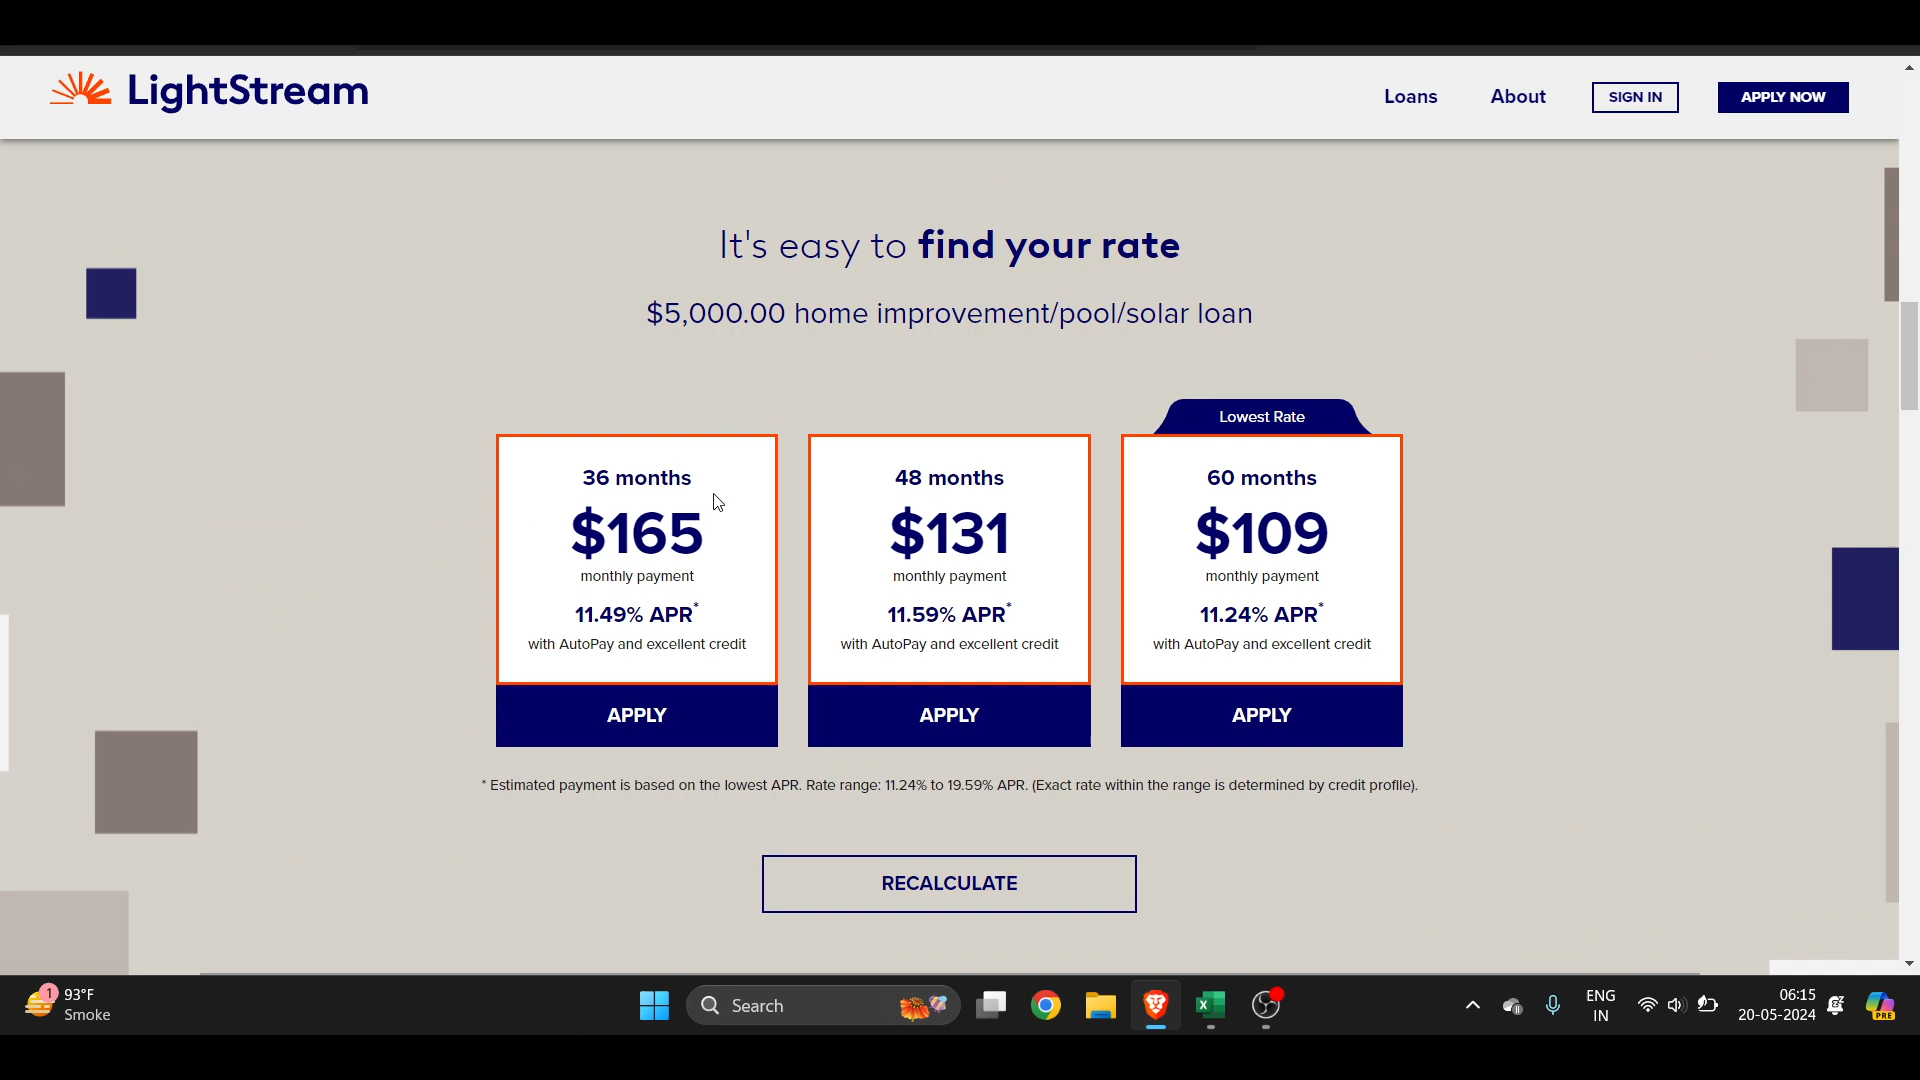 LightStream
Loans
About
SIGN IN
APPLY NOW
It's easy to find your rate
$5,000.00 home improvement/pool/solar loan
Lowest Rate
36 months
$165
monthly payment
11.49% APR*
with AutoPay and excellent credit
APPLY
48 months
$131
monthly payment
11.59% APR*
with AutoPay and excellent credit
APPLY
60 months
$109
monthly payment
11.24% APR*
with AutoPay and excellent credit
APPLY
* Estimated payment is based on the lowest APR. Rate range: 11.24% to 19.59% APR. (Exact rate within the range is determined by credit profile).
RECALCULATE
1
93°F
Smoke
Search
ENG
IN
06:15
20-05-2024
PRE